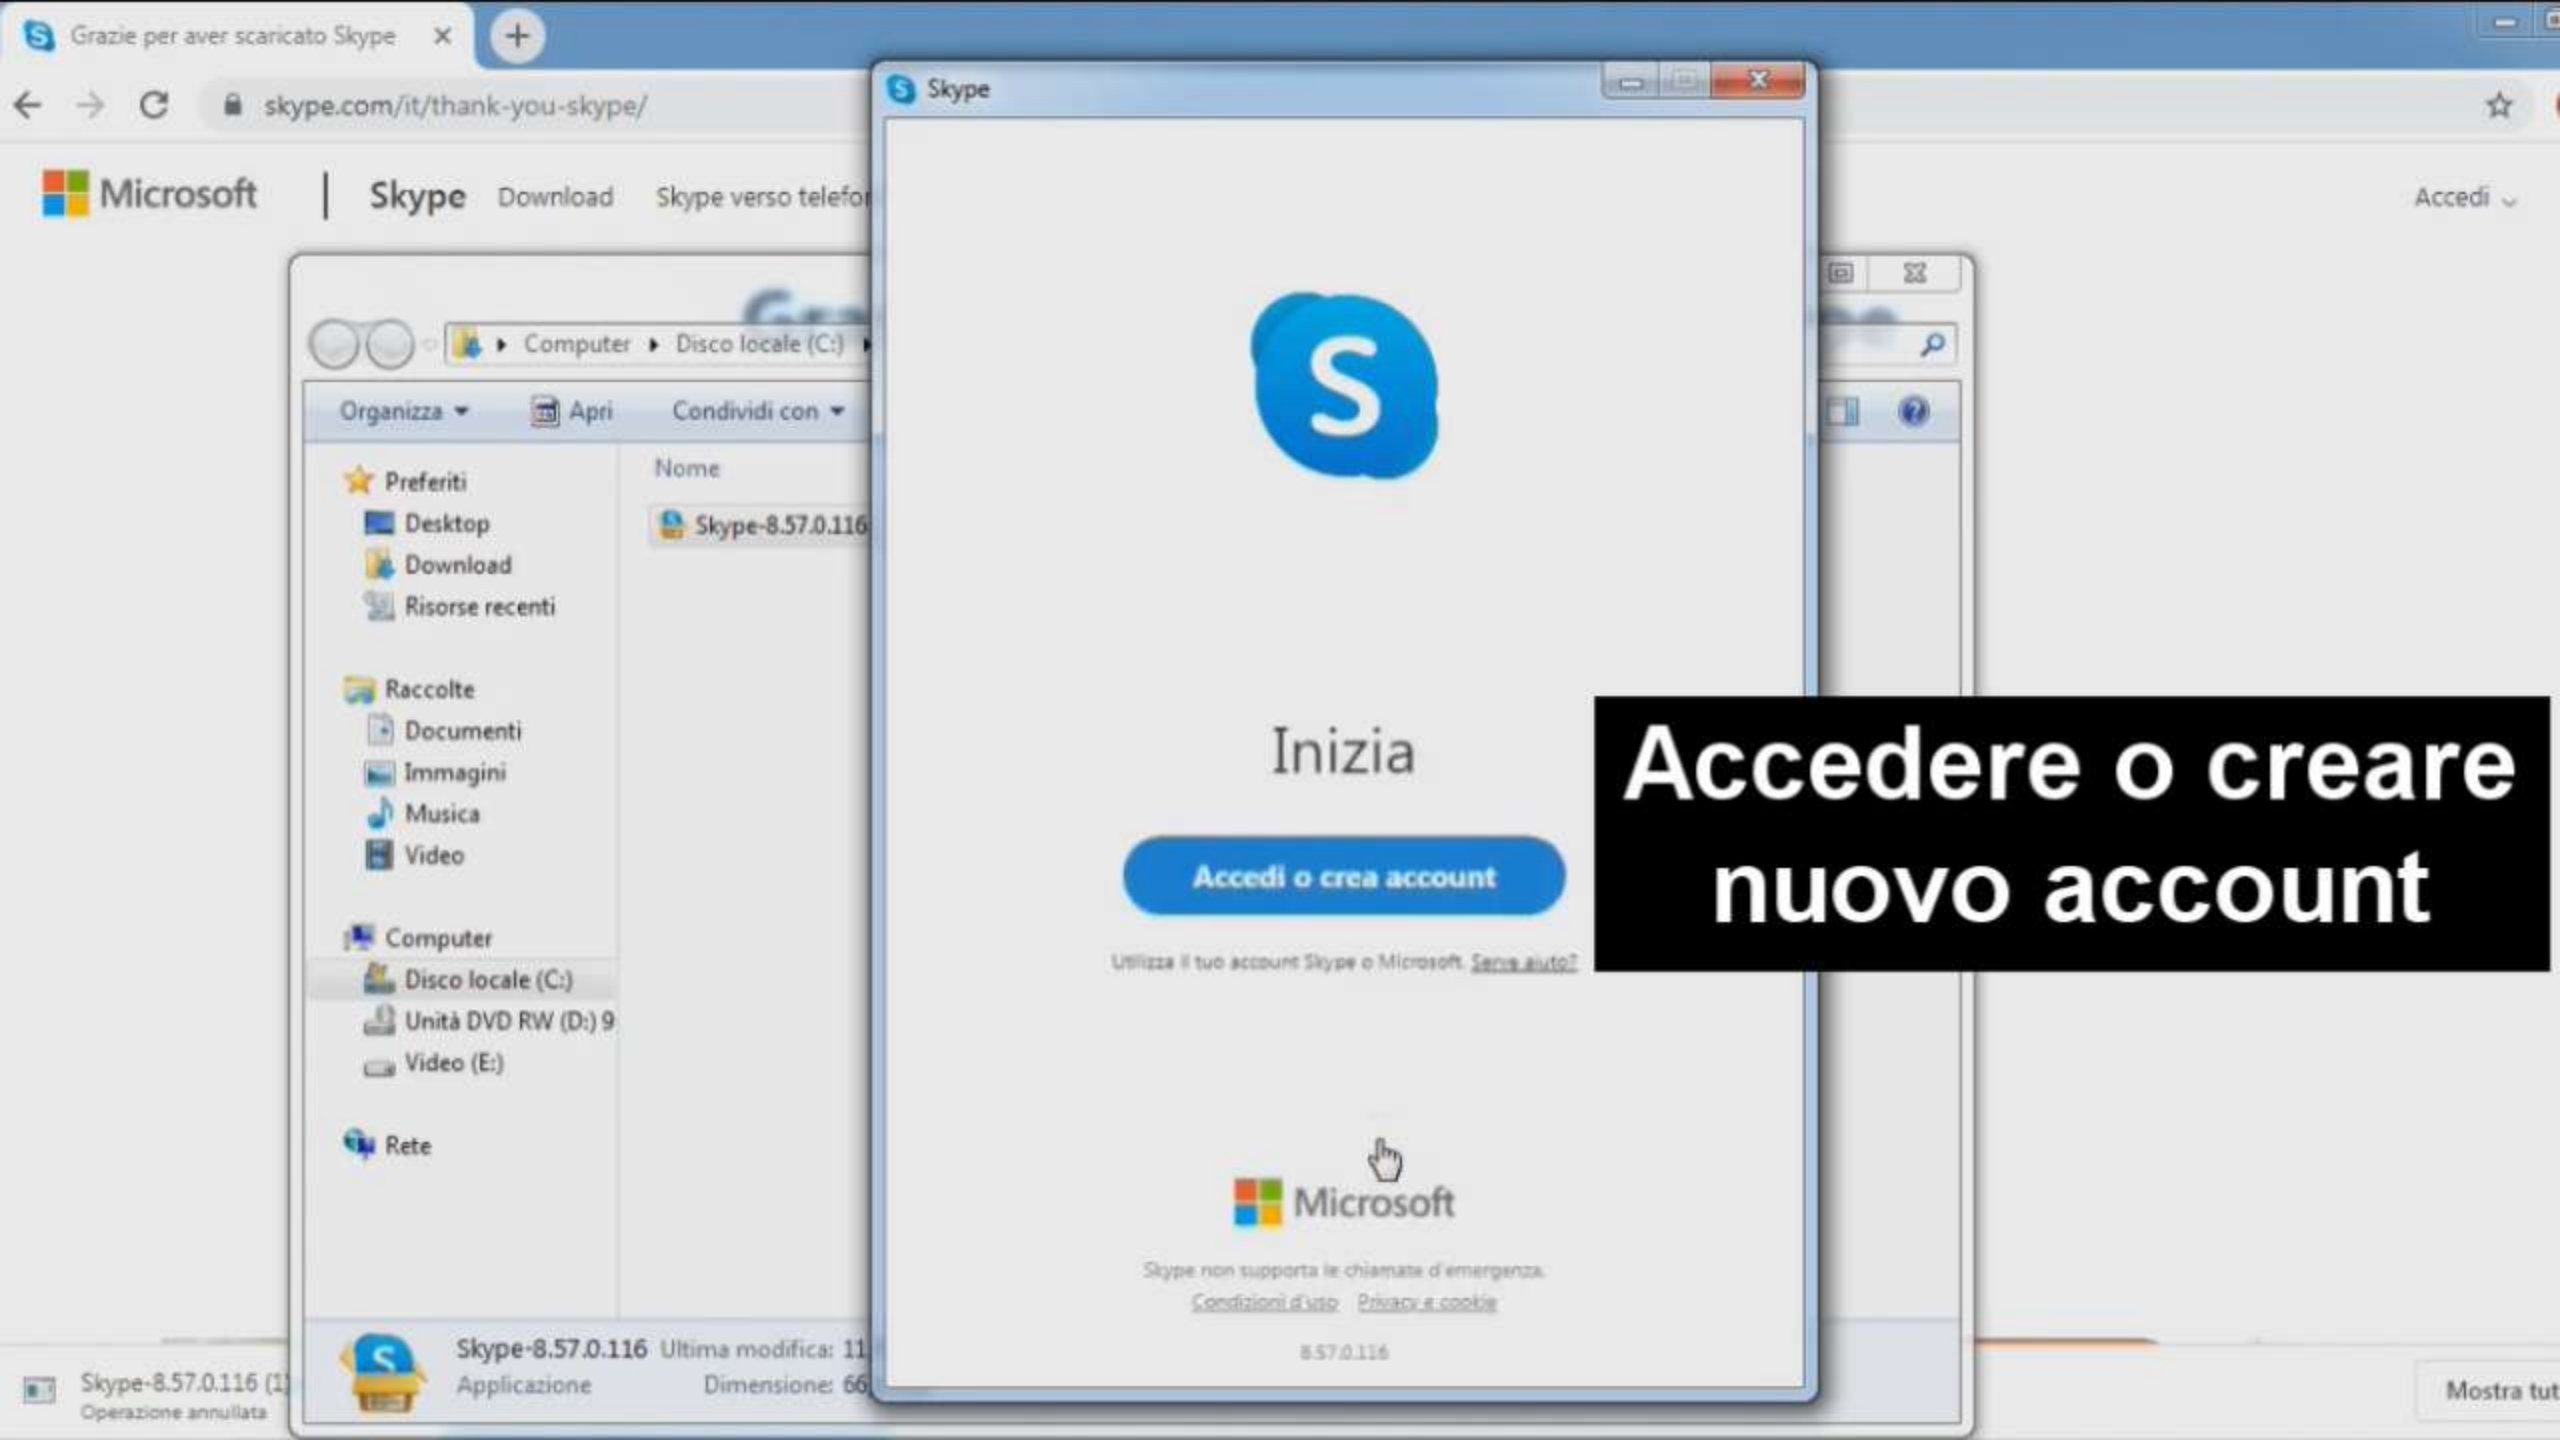 Grazie per aver scaricato Skype
skype.com/it/thank-you-skype/
Microsoft
Skype
Download
Skype verso telefon
Accedi
Computer
Disco locale (C:)
Organizza
Apri
Condividi con
Preferiti
Desktop
Download
Risorse recenti
Raccolte
Documenti
Immagini
Musica
Video
Computer
Disco locale (C:)
Unità DVD RW (D:) 9
Video (E:)
Rete
Nome
Skype-8.57.0.116
Skype-8.57.0.116 Ultima modifica: 11
Applicazione Dimensione: 66
Skype
S
Inizia
Accedi o crea account
Utilizza il tuo account Skype o Microsoft. Serve aiuto?
Microsoft
Skype non supporta le chiamate d'emergenza.
Condizioni d'uso Privacy e cookie
8.57.0.116
Accedere o creare
nuovo account
Skype-8.57.0.116 (1)
Operazione annullata
Mostra tut